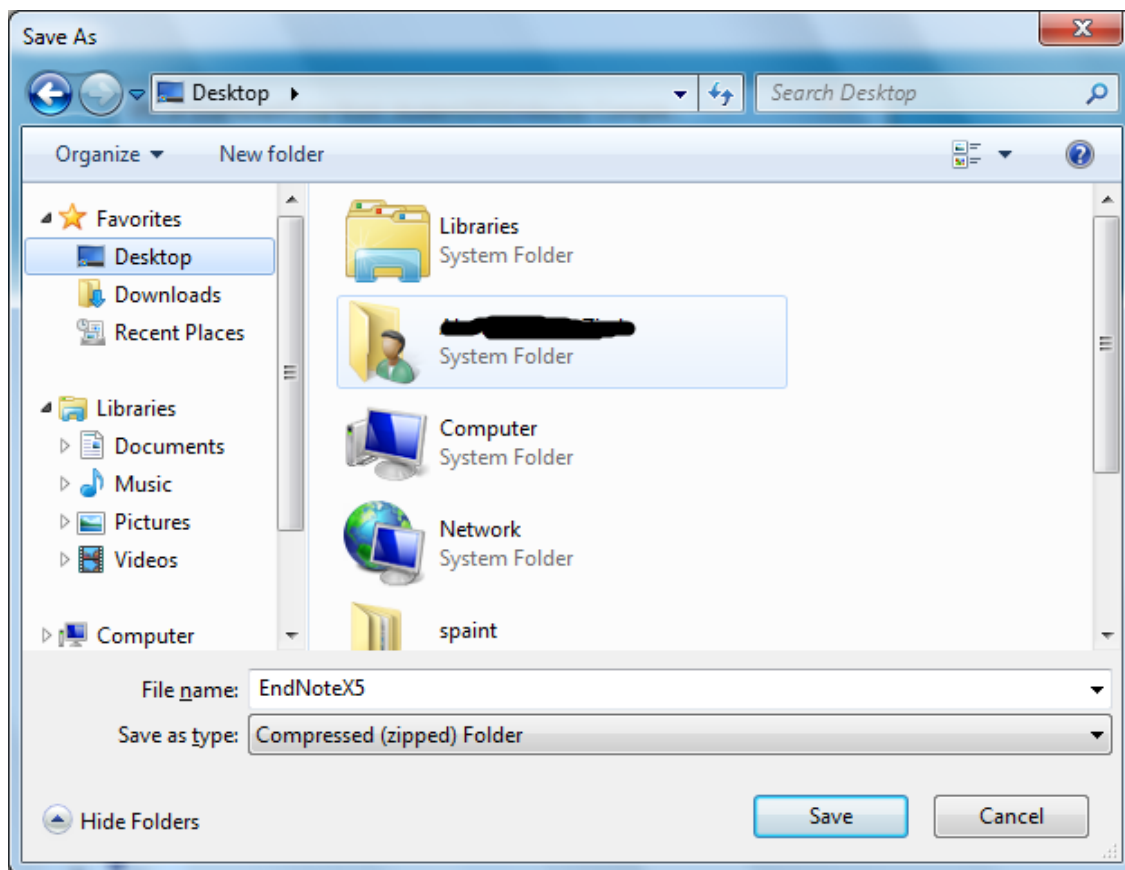 Save As
Desktop
Search Desktop
Organize
New folder
Favorites
Desktop
Downloads
Recent Places
Libraries
Documents
Music
Pictures
Videos
Computer
Libraries
System Folder
System Folder
Computer
System Folder
Network
System Folder
spaint
File name: EndNoteX5
Save as type: Compressed (zipped) Folder
Hide Folders
Save
Cancel